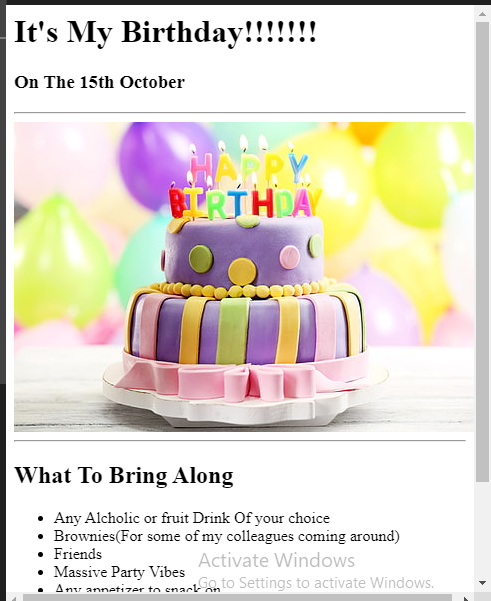 It's My Birthday!!!!!!!
On The 15th October
HAPPY
BIRTHDAY
What To Bring Along
Any Alcholic or fruit Drink Of your choice
Brownies(For some of my colleagues coming around)
Friends
Massive Party Vibes
Any appetizer to snack on
Activate Windows
Go to Settings to activate Windows.